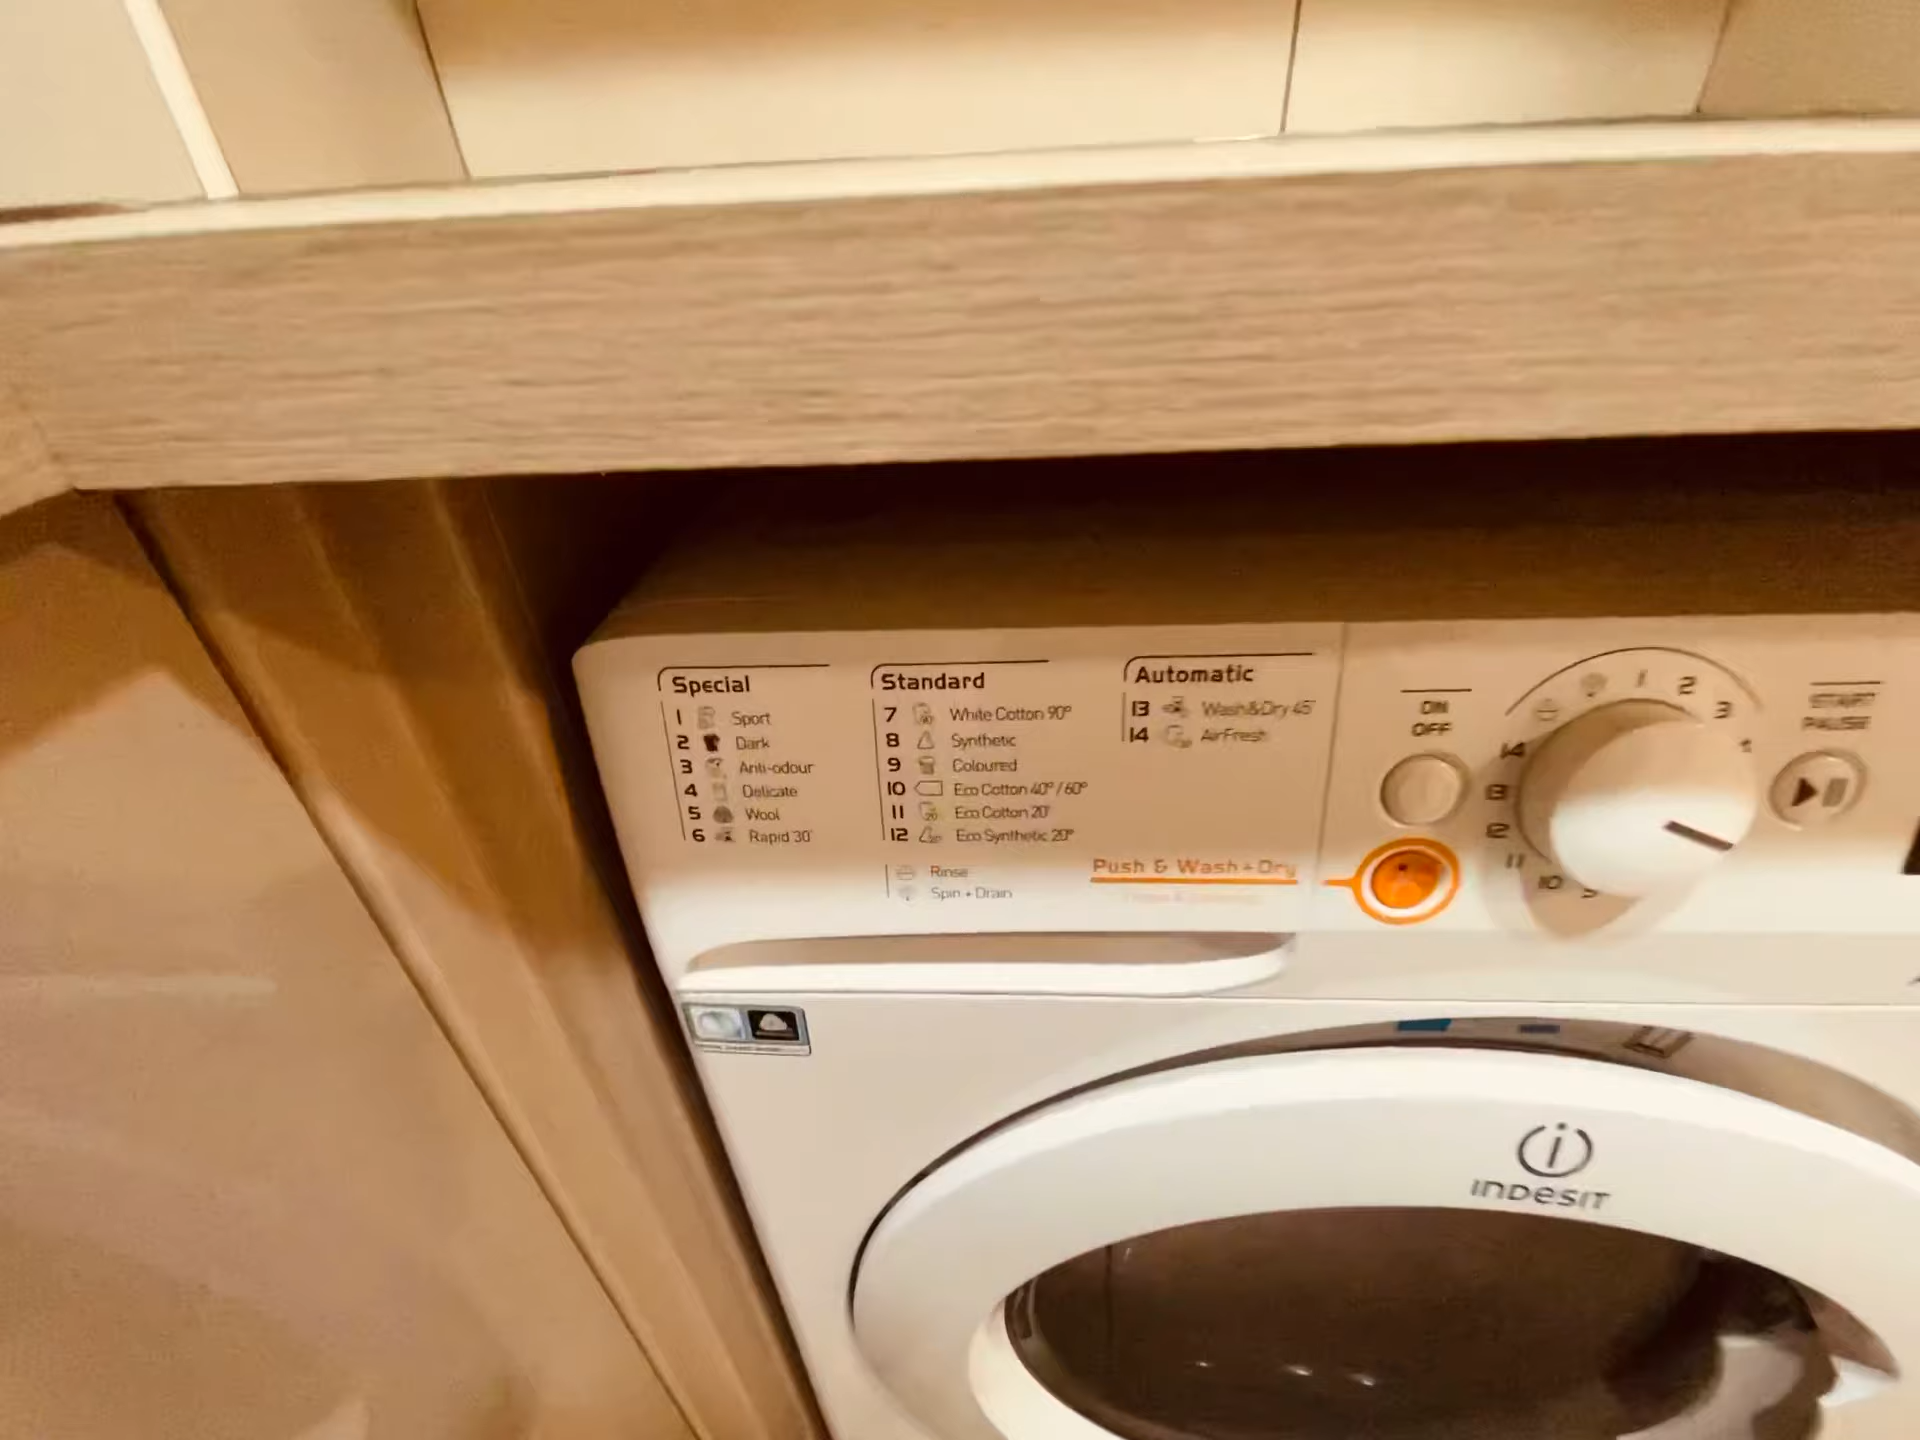 Special
1 Sport
2 Dark
3 Anti-odour
4 Delicate
5 Wool
6 Rapid 30'
Standard
7 White Cotton 90°
8 Synthetic
9 Coloured
10 Eco Cotton 40°/60°
11 Eco Cotton 20°
12 Eco Synthetic 20°
Rinse
Spin + Drain
Automatic
13 Wash&Dry 45'
14 AirFresh
Push & Wash+Dry
ON
OFF
1
2
3
14
13
12
11
10
9
START
PAUSE
INDESIT